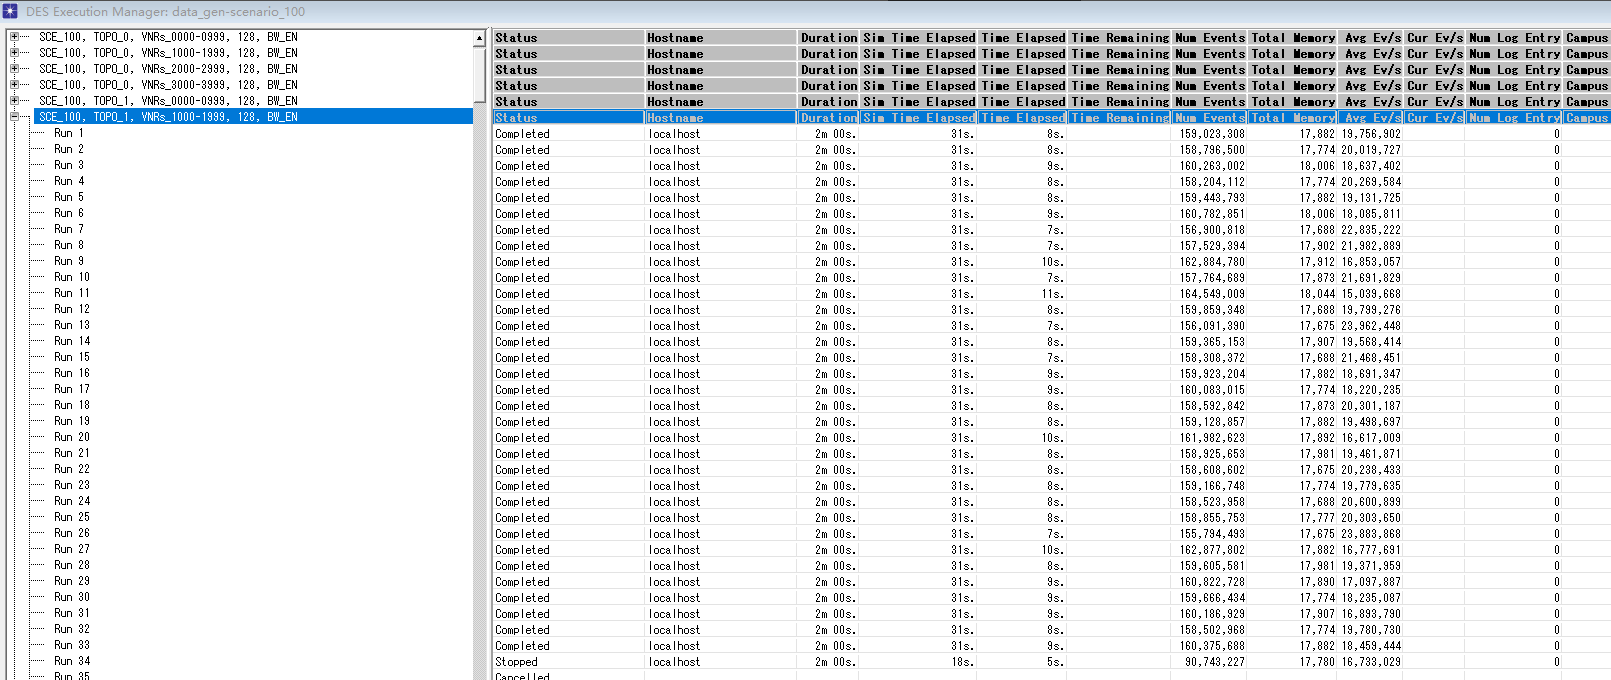 DES Execution Manager: data_gen-scenario_100
SCE_100, TOPO_0, VNRs_0000-0999, 128, BW_EN Status Hostname Duration Sim Time Elapsed Time Elapsed Time Remaining Num Events Total Memory Avg Ev/s Cur Ev/s Num Log Entry Campus
SCE_100, TOPO_0, VNRs_1000-1999, 128, BW_EN Status Hostname Duration Sim Time Elapsed Time Elapsed Time Remaining Num Events Total Memory Avg Ev/s Cur Ev/s Num Log Entry Campus
SCE_100, TOPO_0, VNRs_2000-2999, 128, BW_EN Status Hostname Duration Sim Time Elapsed Time Elapsed Time Remaining Num Events Total Memory Avg Ev/s Cur Ev/s Num Log Entry Campus
SCE_100, TOPO_0, VNRs_3000-3999, 128, BW_EN Status Hostname Duration Sim Time Elapsed Time Elapsed Time Remaining Num Events Total Memory Avg Ev/s Cur Ev/s Num Log Entry Campus
SCE_100, TOPO_1, VNRs_0000-0999, 128, BW_EN Status Hostname Duration Sim Time Elapsed Time Elapsed Time Remaining Num Events Total Memory Avg Ev/s Cur Ev/s Num Log Entry Campus
SCE_100, TOPO_1, VNRs_1000-1999, 128, BW_EN Status Hostname Duration Sim Time Elapsed Time Elapsed Time Remaining Num Events Total Memory Avg Ev/s Cur Ev/s Num Log Entry Campus
Run 1 Completed localhost 2m 00s. 31s. 8s. 159,023,308 17,882 19,756,902 0
Run 2 Completed localhost 2m 00s. 31s. 8s. 158,796,500 17,774 20,019,727 0
Run 3 Completed localhost 2m 00s. 31s. 9s. 160,263,002 18,006 18,637,402 0
Run 4 Completed localhost 2m 00s. 31s. 8s. 158,204,112 17,774 20,269,584 0
Run 5 Completed localhost 2m 00s. 31s. 8s. 159,443,793 17,882 19,131,725 0
Run 6 Completed localhost 2m 00s. 31s. 9s. 160,782,851 18,006 18,085,811 0
Run 7 Completed localhost 2m 00s. 31s. 7s. 156,900,818 17,688 22,835,222 0
Run 8 Completed localhost 2m 00s. 31s. 7s. 157,529,394 17,902 21,982,889 0
Run 9 Completed localhost 2m 00s. 31s. 10s. 162,884,780 17,912 16,853,057 0
Run 10 Completed localhost 2m 00s. 31s. 7s. 157,764,689 17,873 21,691,829 0
Run 11 Completed localhost 2m 00s. 31s. 11s. 164,549,009 18,044 15,039,668 0
Run 12 Completed localhost 2m 00s. 31s. 8s. 159,859,348 17,688 19,799,276 0
Run 13 Completed localhost 2m 00s. 31s. 7s. 156,091,390 17,675 23,962,448 0
Run 14 Completed localhost 2m 00s. 31s. 8s. 159,365,153 17,907 19,568,414 0
Run 15 Completed localhost 2m 00s. 31s. 7s. 158,308,372 17,688 21,468,451 0
Run 16 Completed localhost 2m 00s. 31s. 9s. 159,923,204 17,882 18,691,347 0
Run 17 Completed localhost 2m 00s. 31s. 9s. 160,083,015 17,774 18,220,235 0
Run 18 Completed localhost 2m 00s. 31s. 8s. 158,592,842 17,873 20,301,187 0
Run 19 Completed localhost 2m 00s. 31s. 8s. 159,128,857 17,882 19,498,697 0
Run 20 Completed localhost 2m 00s. 31s. 10s. 161,982,623 17,892 16,617,009 0
Run 21 Completed localhost 2m 00s. 31s. 8s. 158,925,653 17,981 19,461,871 0
Run 22 Completed localhost 2m 00s. 31s. 8s. 158,608,602 17,675 20,238,433 0
Run 23 Completed localhost 2m 00s. 31s. 8s. 159,166,748 17,774 19,779,635 0
Run 24 Completed localhost 2m 00s. 31s. 8s. 158,523,958 17,688 20,600,899 0
Run 25 Completed localhost 2m 00s. 31s. 8s. 158,855,753 17,777 20,303,650 0
Run 26 Completed localhost 2m 00s. 31s. 7s. 155,794,493 17,675 23,883,868 0
Run 27 Completed localhost 2m 00s. 31s. 10s. 162,877,802 17,882 16,777,691 0
Run 28 Completed localhost 2m 00s. 31s. 8s. 159,605,581 17,981 19,371,959 0
Run 29 Completed localhost 2m 00s. 31s. 9s. 160,822,728 17,890 17,097,887 0
Run 30 Completed localhost 2m 00s. 31s. 9s. 159,666,434 17,774 18,235,087 0
Run 31 Completed localhost 2m 00s. 31s. 9s. 160,186,929 17,907 16,893,790 0
Run 32 Completed localhost 2m 00s. 31s. 8s. 158,502,968 17,774 19,780,730 0
Run 33 Completed localhost 2m 00s. 31s. 9s. 160,375,688 17,882 18,459,444 0
Run 34 Stopped localhost 2m 00s. 18s. 5s. 90,743,227 17,780 16,733,029 0
Run 35 Cancelled